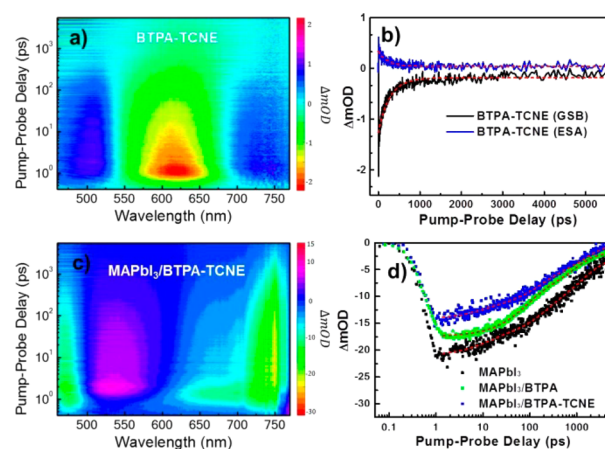 a)
BTPA-TCNE
Pump-Probe Delay (ps)
10³
10²
10¹
10⁰
500 550 600 650 700 750
Wavelength (nm)
2
1
0
-1
-2
ΔmOD
b)
ΔmOD
1
0
-1
-2
BTPA-TCNE (GSB)
BTPA-TCNE (ESA)
0 1000 2000 3000 4000 5000
Pump-Probe Delay (ps)
c)
MAPbI₃/BTPA-TCNE
Pump-Probe Delay (ps)
10³
10²
10¹
10⁰
500 550 600 650 700 750
Wavelength (nm)
15
10
5
0
-10
-20
-30
ΔmOD
d)
ΔmOD
0
-5
-10
-15
-20
-25
-30
MAPbI₃
MAPbI₃/BTPA
MAPbI₃/BTPA-TCNE
0.1 1 10 100 1000
Pump-Probe Delay (ps)